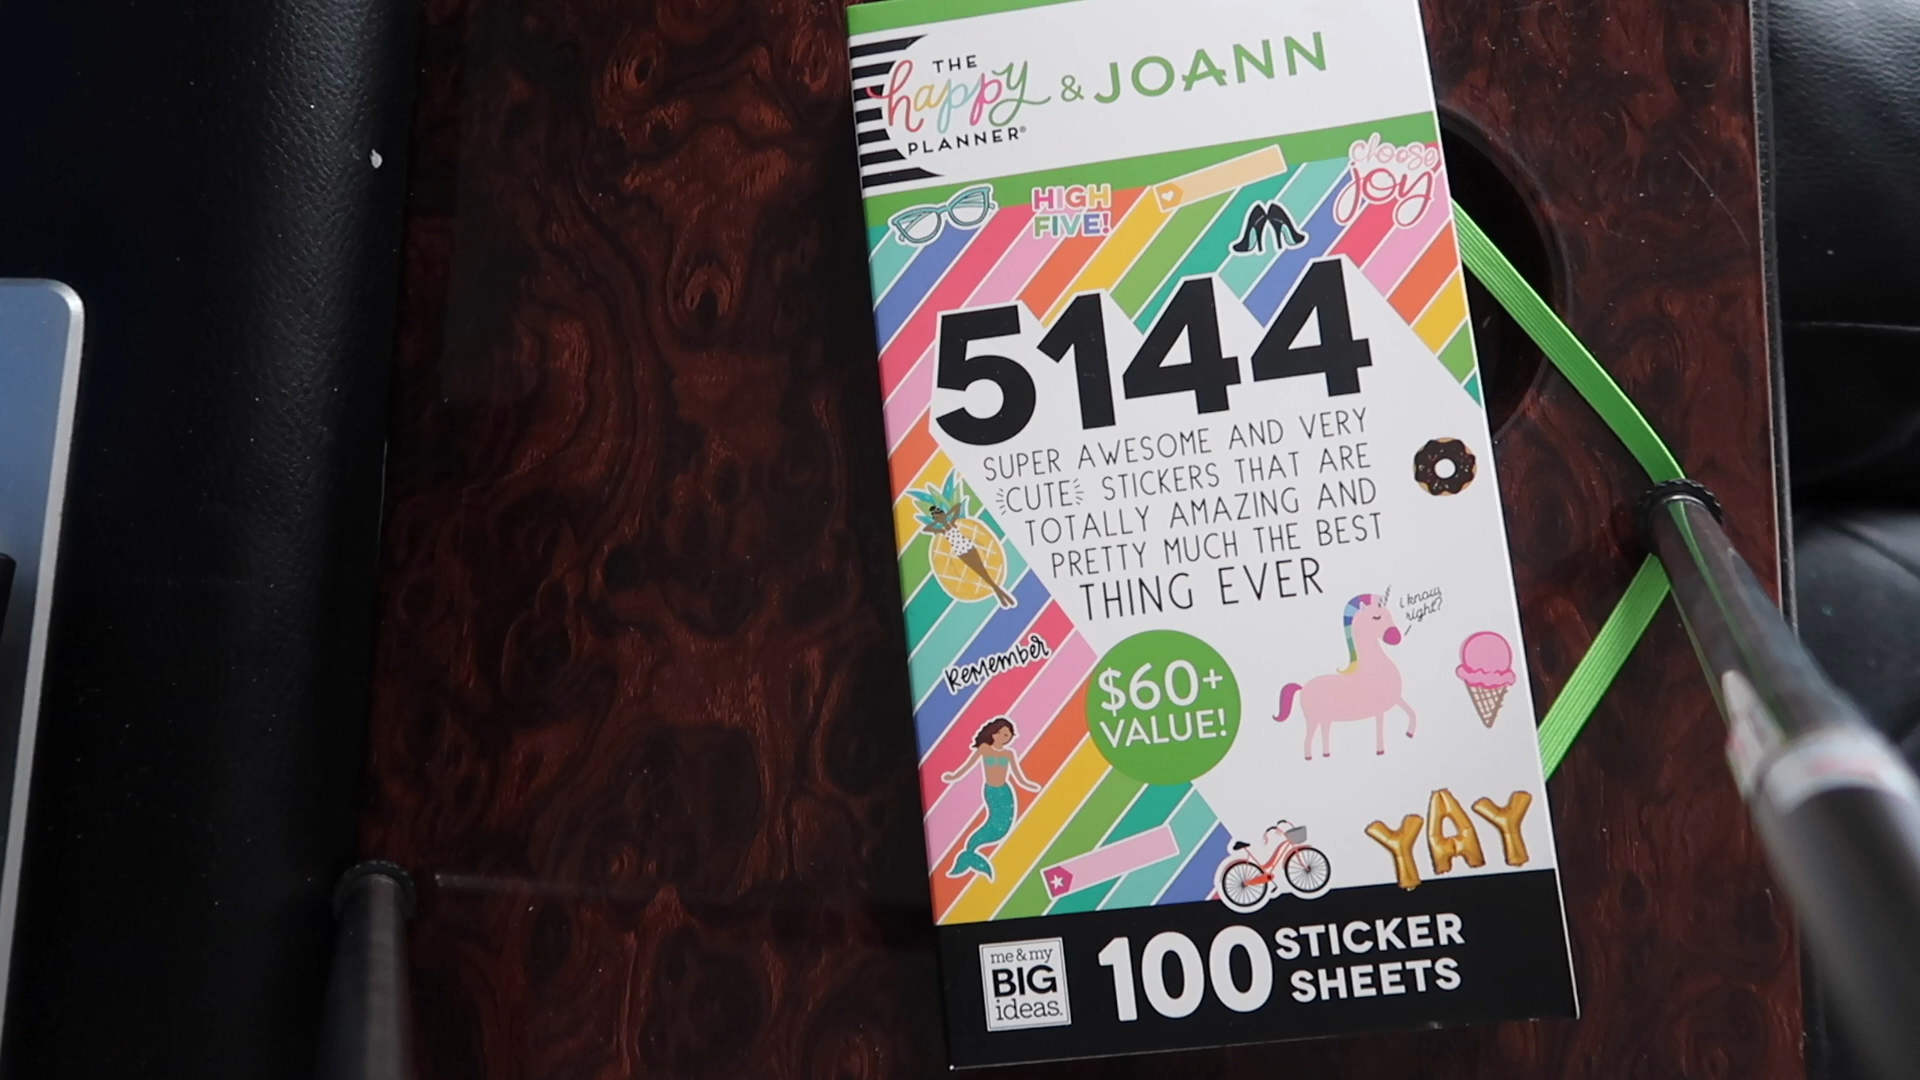 THE
happy & JOANN
PLANNER®
choose
joy
HIGH
FIVE!
5144
SUPER AWESOME AND VERY
CUTE STICKERS THAT ARE
TOTALLY AMAZING AND
PRETTY MUCH THE BEST
THING EVER
i know
right?
Remember
$60+
VALUE!
YAY
me & my
BIG
ideas.
100 STICKER
SHEETS